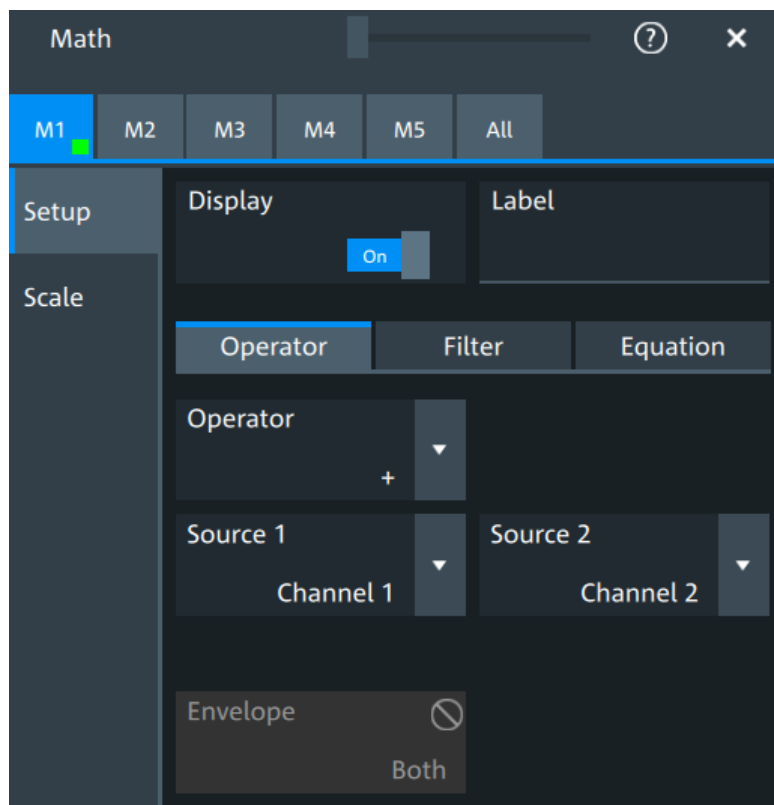 Math ? ×
M1 M2 M3 M4 M5 All
Setup
Display
Label
On
Scale
Operator Filter Equation
Operator
+
Source 1
Source 2
Channel 1
Channel 2
Envelope
Both